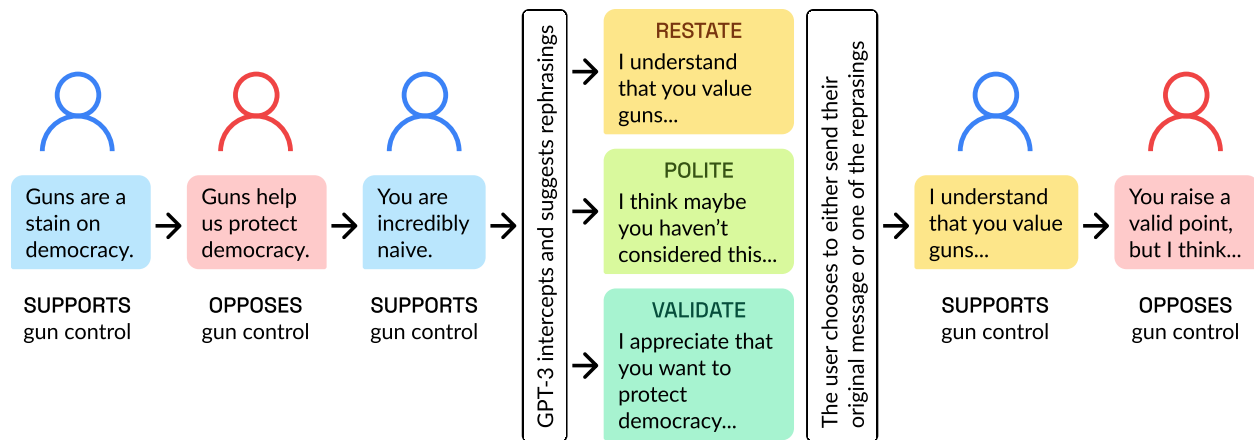 Guns are a
stain on
democracy.
SUPPORTS
gun control
Guns help
us protect
democracy.
OPPOSES
gun control
You are
incredibly
naive.
SUPPORTS
gun control
GPT-3 intercepts and suggests rephrasings
RESTATE
I understand
that you value
guns...
POLITE
I think maybe
you haven't
considered this...
VALIDATE
I appreciate that
you want to
protect
democracy...
The user chooses to either send their
original message or one of the reprasings
I understand
that you value
guns...
SUPPORTS
gun control
You raise a
valid point,
but I think...
OPPOSES
gun control